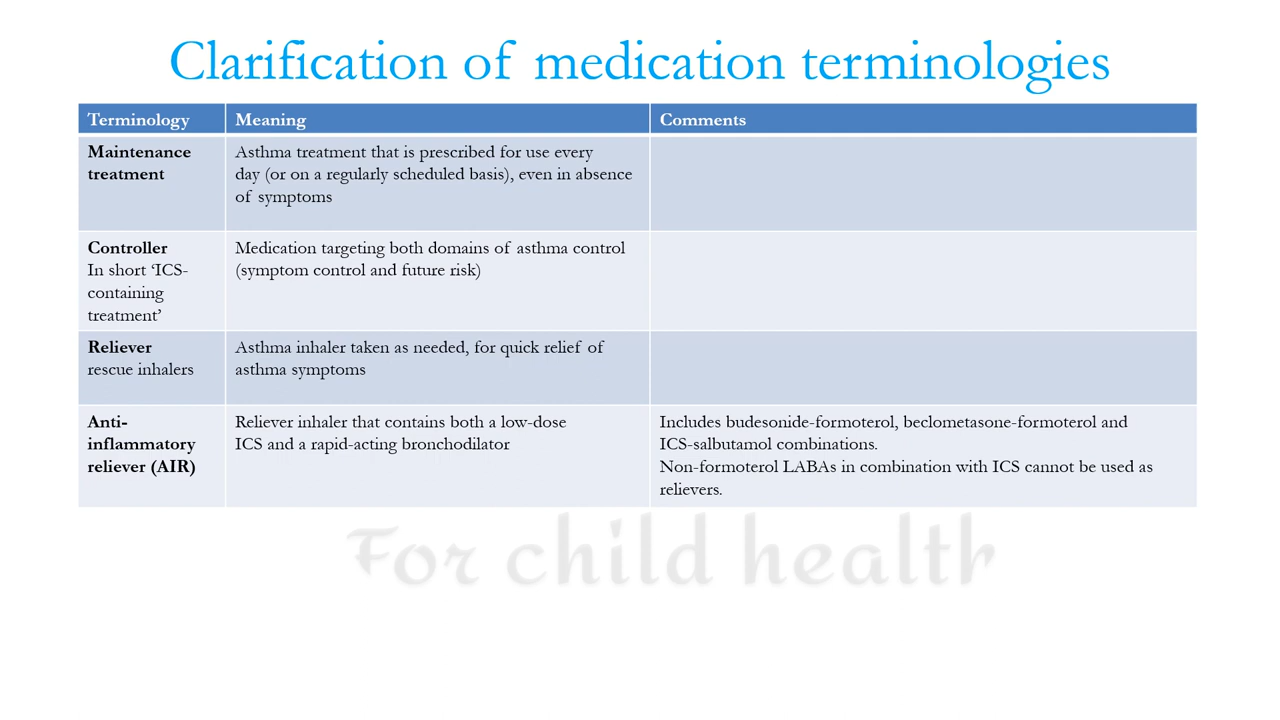 Clarification of medication terminologies
Terminology
Meaning
Comments
Maintenance
treatment
Asthma treatment that is prescribed for use every
day (or on a regularly scheduled basis), even in absence
of symptoms
Controller
In short ‘ICS-
containing
treatment’
Medication targeting both domains of asthma control
(symptom control and future risk)
Reliever
rescue inhalers
Asthma inhaler taken as needed, for quick relief of
asthma symptoms
Anti-
inflammatory
reliever (AIR)
Reliever inhaler that contains both a low-dose
ICS and a rapid-acting bronchodilator
Includes budesonide-formoterol, beclometasone-formoterol and
ICS-salbutamol combinations.
Non-formoterol LABAs in combination with ICS cannot be used as
relievers.
For child health